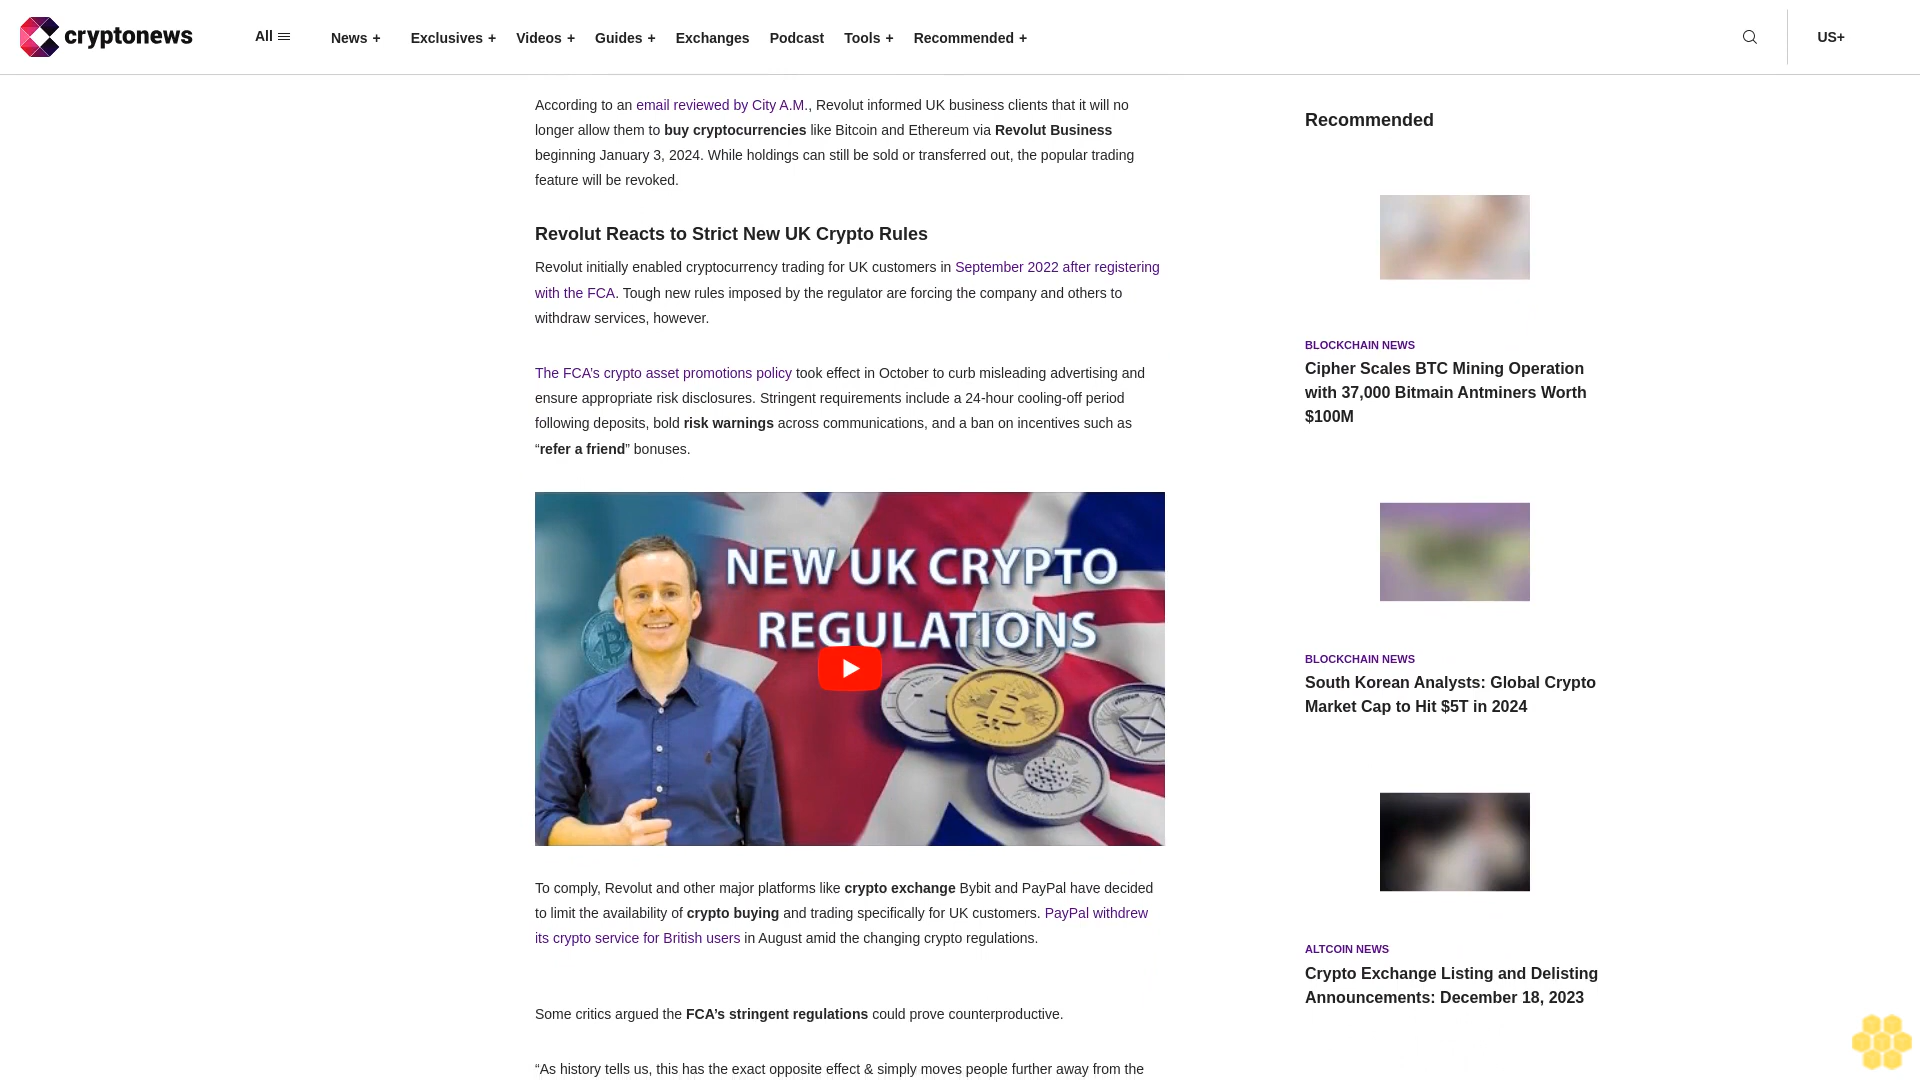 cryptonews
All
News +
Exclusives +
Videos +
Guides +
Exchanges
Podcast
Tools +
Recommended +
US+
According to an email reviewed by City A.M., Revolut informed UK business clients that it will no
longer allow them to buy cryptocurrencies like Bitcoin and Ethereum via Revolut Business
beginning January 3, 2024. While holdings can still be sold or transferred out, the popular trading
feature will be revoked.
Revolut Reacts to Strict New UK Crypto Rules
Revolut initially enabled cryptocurrency trading for UK customers in September 2022 after registering
with the FCA. Tough new rules imposed by the regulator are forcing the company and others to
withdraw services, however.
The FCA’s crypto asset promotions policy took effect in October to curb misleading advertising and
ensure appropriate risk disclosures. Stringent requirements include a 24-hour cooling-off period
following deposits, bold risk warnings across communications, and a ban on incentives such as
“refer a friend” bonuses.
NEW UK CRYPTO
REGULATIONS
To comply, Revolut and other major platforms like crypto exchange Bybit and PayPal have decided
to limit the availability of crypto buying and trading specifically for UK customers. PayPal withdrew
its crypto service for British users in August amid the changing crypto regulations.
Some critics argued the FCA’s stringent regulations could prove counterproductive.
“As history tells us, this has the exact opposite effect & simply moves people further away from the
Recommended
BLOCKCHAIN NEWS
Cipher Scales BTC Mining Operation
with 37,000 Bitmain Antminers Worth
$100M
BLOCKCHAIN NEWS
South Korean Analysts: Global Crypto
Market Cap to Hit $5T in 2024
ALTCOIN NEWS
Crypto Exchange Listing and Delisting
Announcements: December 18, 2023